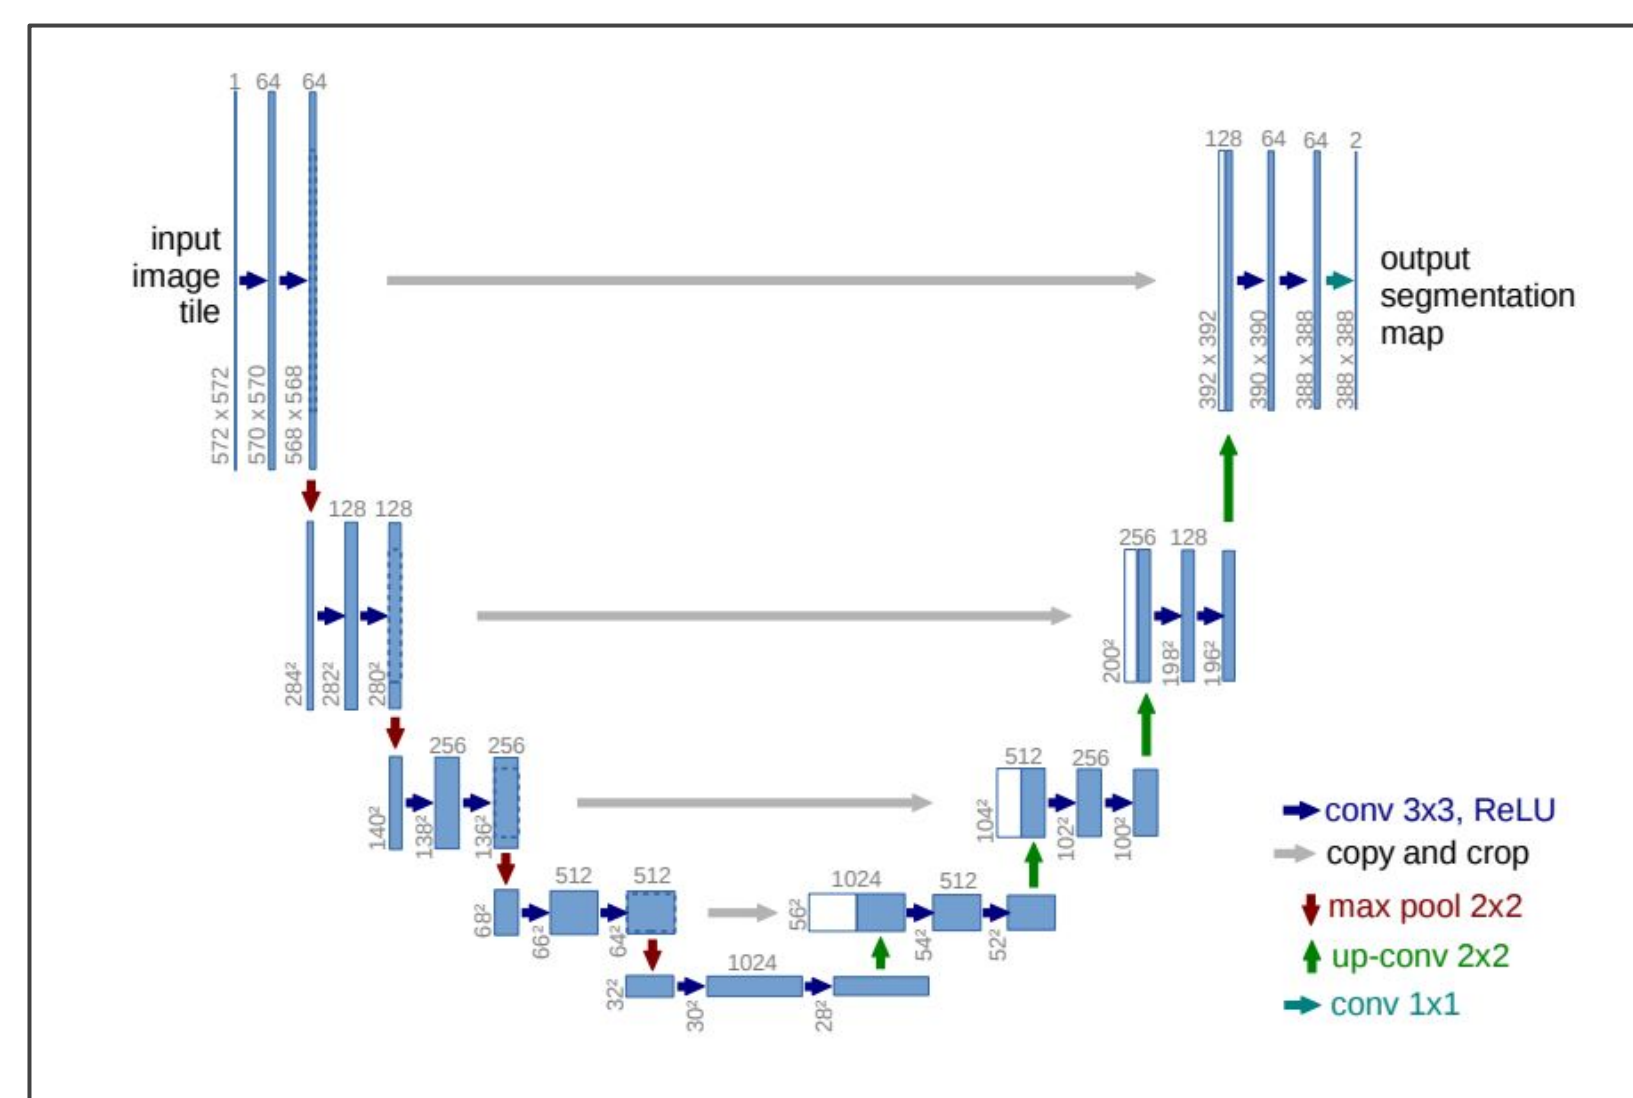 1 64 64
128 64 64 2
input
image
tile
output
segmentation
map
572 x 572
570 x 570
568 x 568
392 x 392
390 x 390
388 x 388
388 x 388
128 128
256 128
284²
282²
280²
200²
198²
196²
256 256
512 256
140²
138²
136²
104²
102²
100²
512 512
1024 512
68²
66²
64²
56²
54²
52²
1024
32²
30²
28²
conv 3x3, ReLU
copy and crop
max pool 2x2
up-conv 2x2
conv 1x1